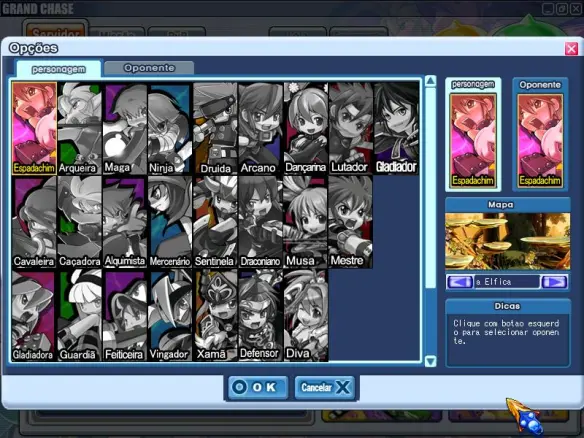 GRAND CHASE
Servidor
Opções
personagem
Oponente
Espadachim
Arqueira
Maga
Ninja
Druida
Arcano
Dançarina
Lutador
Gladiador
Cavaleira
Caçadora
Alquimista
Mercenário
Sentinela
Draconiano
Musa
Mestre
Gladiadora
Guardiã
Feiticeira
Vingador
Xamã
Defensor
Diva
personagem
Oponente
Espadachim
Espadachim
Mapa
a Elfica
Dicas
Clique com botao esquerd
o para selecionar oponen
te.
OK
Cancelar X